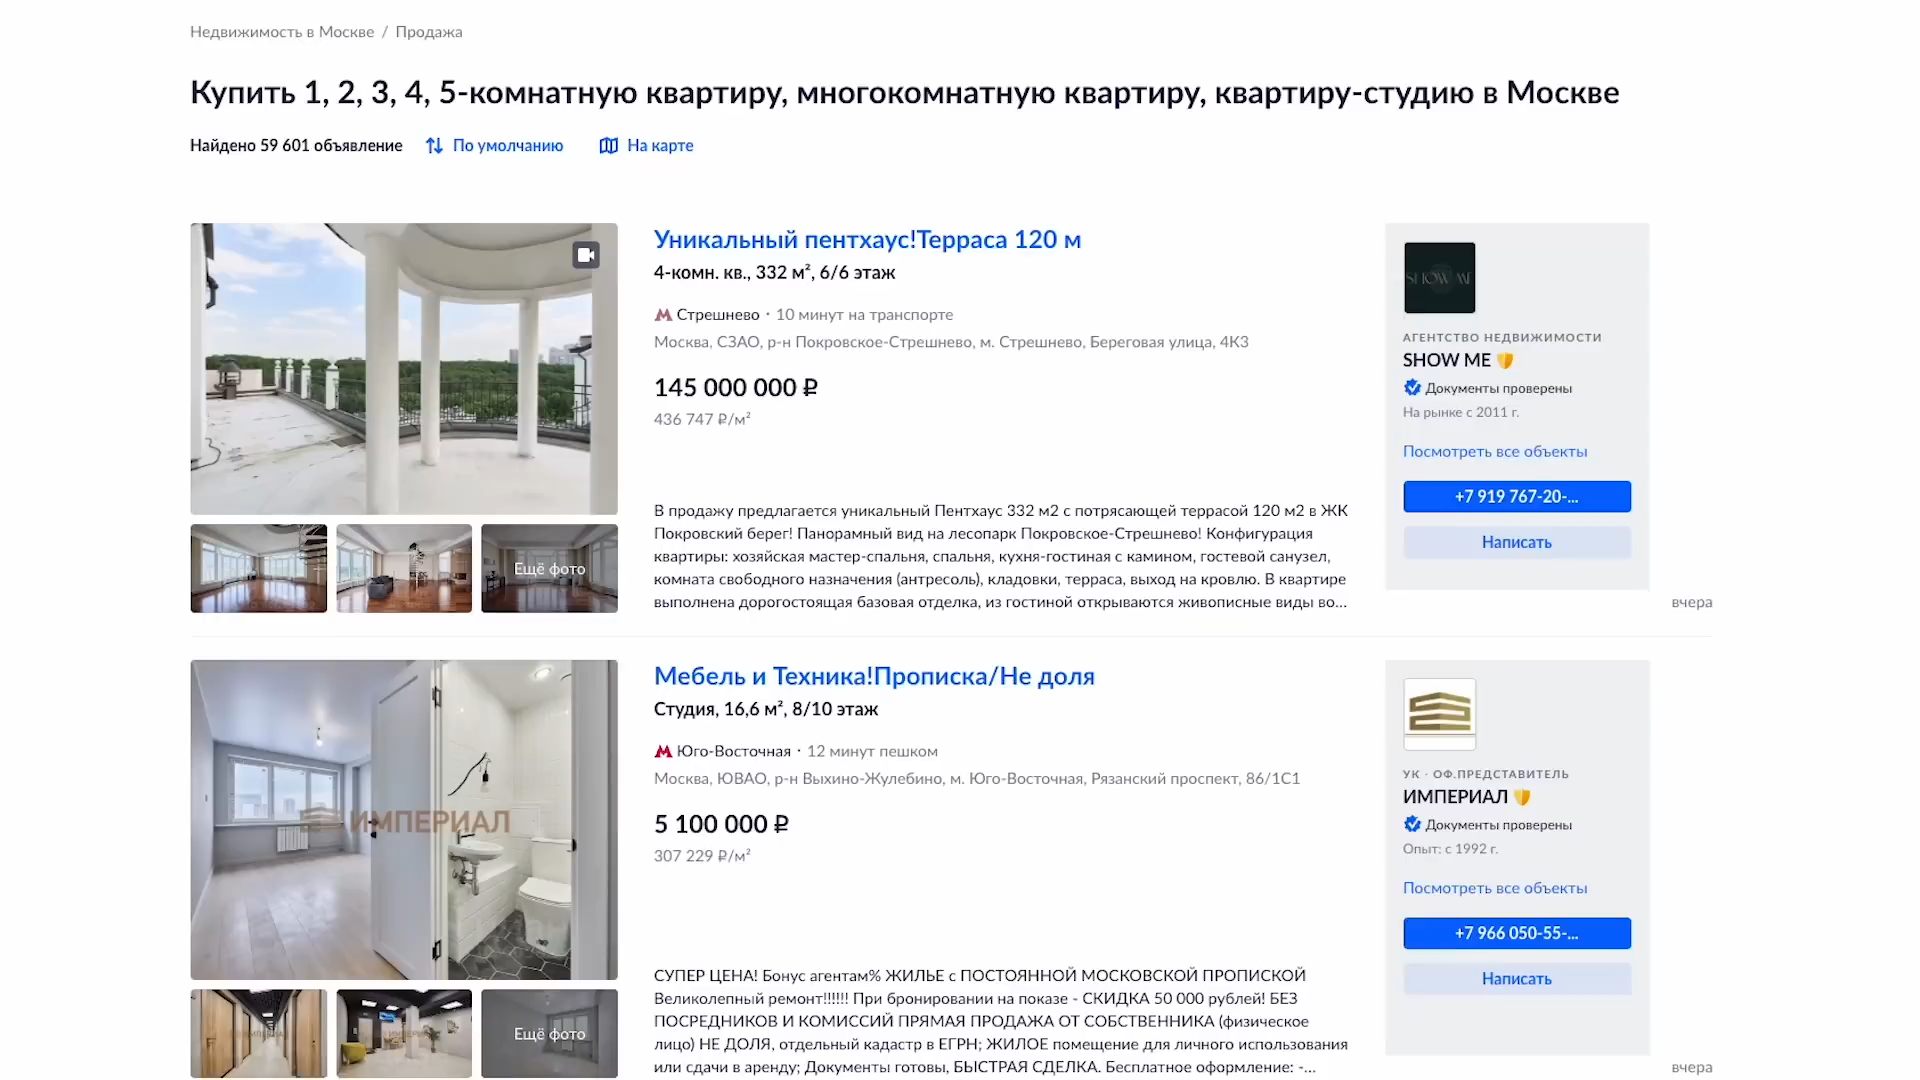 Недвижимость в Москве / Продажа
Купить 1, 2, 3, 4, 5-комнатную квартиру, многокомнатную квартиру, квартиру-студию в Москве
Найдено 59 601 объявление По умолчанию На карте
Уникальный пентхаус!Терраса 120 м
4-комн. кв., 332 м², 6/6 этаж
Стрешнево · 10 минут на транспорте
Москва, СЗАО, р-н Покровское-Стрешнево, м. Стрешнево, Береговая улица, 4К3
145 000 000 ₽
436 747 ₽/м²
В продажу предлагается уникальный Пентхаус 332 м2 с потрясающей террасой 120 м2 в ЖК
Покровский берег! Панорамный вид на лесопарк Покровское-Стрешнево! Конфигурация
квартиры: хозяйская мастер-спальня, спальня, кухня-гостиная с камином, гостевой санузел,
комната свободного назначения (антресоль), кладовки, терраса, выход на кровлю. В квартире
выполнена дорогостоящая базовая отделка, из гостиной открываются живописные виды во...
Ещё фото
SHOW ME
АГЕНТСТВО НЕДВИЖИМОСТИ
SHOW ME
Документы проверены
На рынке с 2011 г.
Посмотреть все объекты
+7 919 767-20-...
Написать
вчера
Мебель и Техника!Прописка/Не доля
Студия, 16,6 м², 8/10 этаж
Юго-Восточная · 12 минут пешком
Москва, ЮВАО, р-н Выхино-Жулебино, м. Юго-Восточная, Рязанский проспект, 86/1С1
5 100 000 ₽
307 229 ₽/м²
СУПЕР ЦЕНА! Бонус агентам% ЖИЛЬЕ с ПОСТОЯННОЙ МОСКОВСКОЙ ПРОПИСКОЙ
Великолепный ремонт!!!!!! При бронировании на показе - СКИДКА 50 000 рублей! БЕЗ
ПОСРЕДНИКОВ И КОМИССИЙ ПРЯМАЯ ПРОДАЖА ОТ СОБСТВЕННИКА (физическое
лицо) НЕ ДОЛЯ, отдельный кадастр в ЕГРН; ЖИЛОЕ помещение для личного использования
или сдачи в аренду; Документы готовы, БЫСТРАЯ СДЕЛКА. Бесплатное оформление: -...
ИМПЕРИАЛ
Ещё фото
УК · ОФ.ПРЕДСТАВИТЕЛЬ
ИМПЕРИАЛ
Документы проверены
Опыт: с 1992 г.
Посмотреть все объекты
+7 966 050-55-...
Написать
вчера